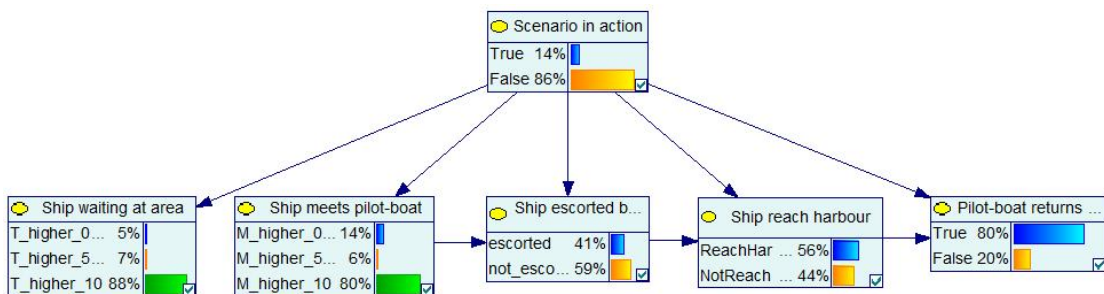 Scenario in action
True 14%
False 86%
Ship waiting at area
T_higher_0... 5%
T_higher_5... 7%
T_higher_10 88%
Ship meets pilot-boat
M_higher_0... 14%
M_higher_5... 6%
M_higher_10 80%
Ship escorted b...
escorted 41%
not_esco... 59%
Ship reach harbour
ReachHar ... 56%
NotReach ... 44%
Pilot-boat returns ...
True 80%
False 20%